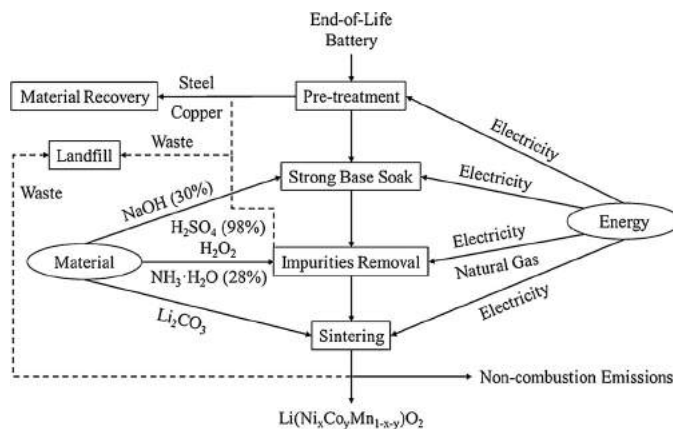 End-of-Life
Battery
Steel
Material Recovery
Pre-treatment
Copper
Electricity
Waste
Landfill
Waste
Electricity
Strong Base Soak
NaOH (30%)
H₂SO₄ (98%)
H₂O₂
Energy
Electricity
Material
Impurities Removal
Natural Gas
NH₃·H₂O (28%)
Electricity
Li₂CO₃
Sintering
Non-combustion Emissions
Li(NiₓCoᵧMn₁₋ₓ₋ᵧ)O₂